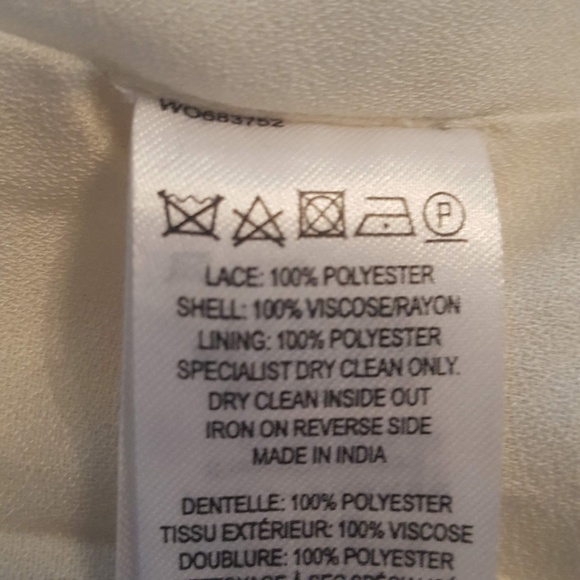 WO683752
P
LACE: 100% POLYESTER
SHELL: 100% VISCOSE/RAYON
LINING: 100% POLYESTER
SPECIALIST DRY CLEAN ONLY.
DRY CLEAN INSIDE OUT
IRON ON REVERSE SIDE
MADE IN INDIA
DENTELLE: 100% POLYESTER
TISSU EXTÉRIEUR: 100% VISCOSE
DOUBLURE: 100% POLYESTER